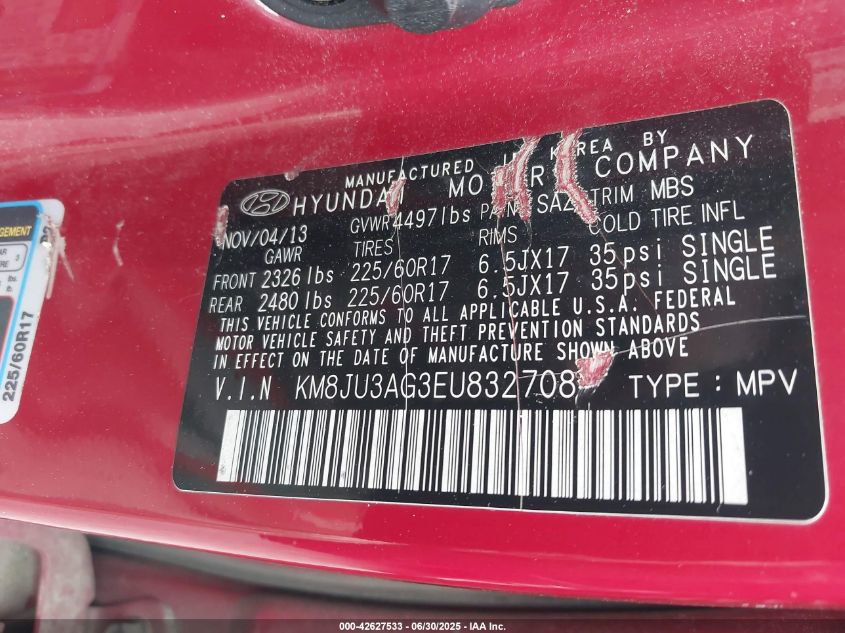 MANUFACTURED IN KOREA BY
HYUNDAI MOTOR COMPANY
NOV/04/13 GVWR 4497lbs PAINT TRIM MBS
GAWR TIRES RIMS COLD TIRE INFL
FRONT 2326 lbs 225/60R17 6.5JX17 35psi SINGLE
REAR 2480 lbs 225/60R17 6.5JX17 35psi SINGLE
THIS VEHICLE CONFORMS TO ALL APPLICABLE U.S.A. FEDERAL
MOTOR VEHICLE SAFETY AND THEFT PREVENTION STANDARDS
IN EFFECT ON THE DATE OF MANUFACTURE SHOWN ABOVE
V.I.N KM8JU3AG3EU832708 TYPE : MPV
225/60R17
000-42627533 - 06/30/2025 - IAA Inc.